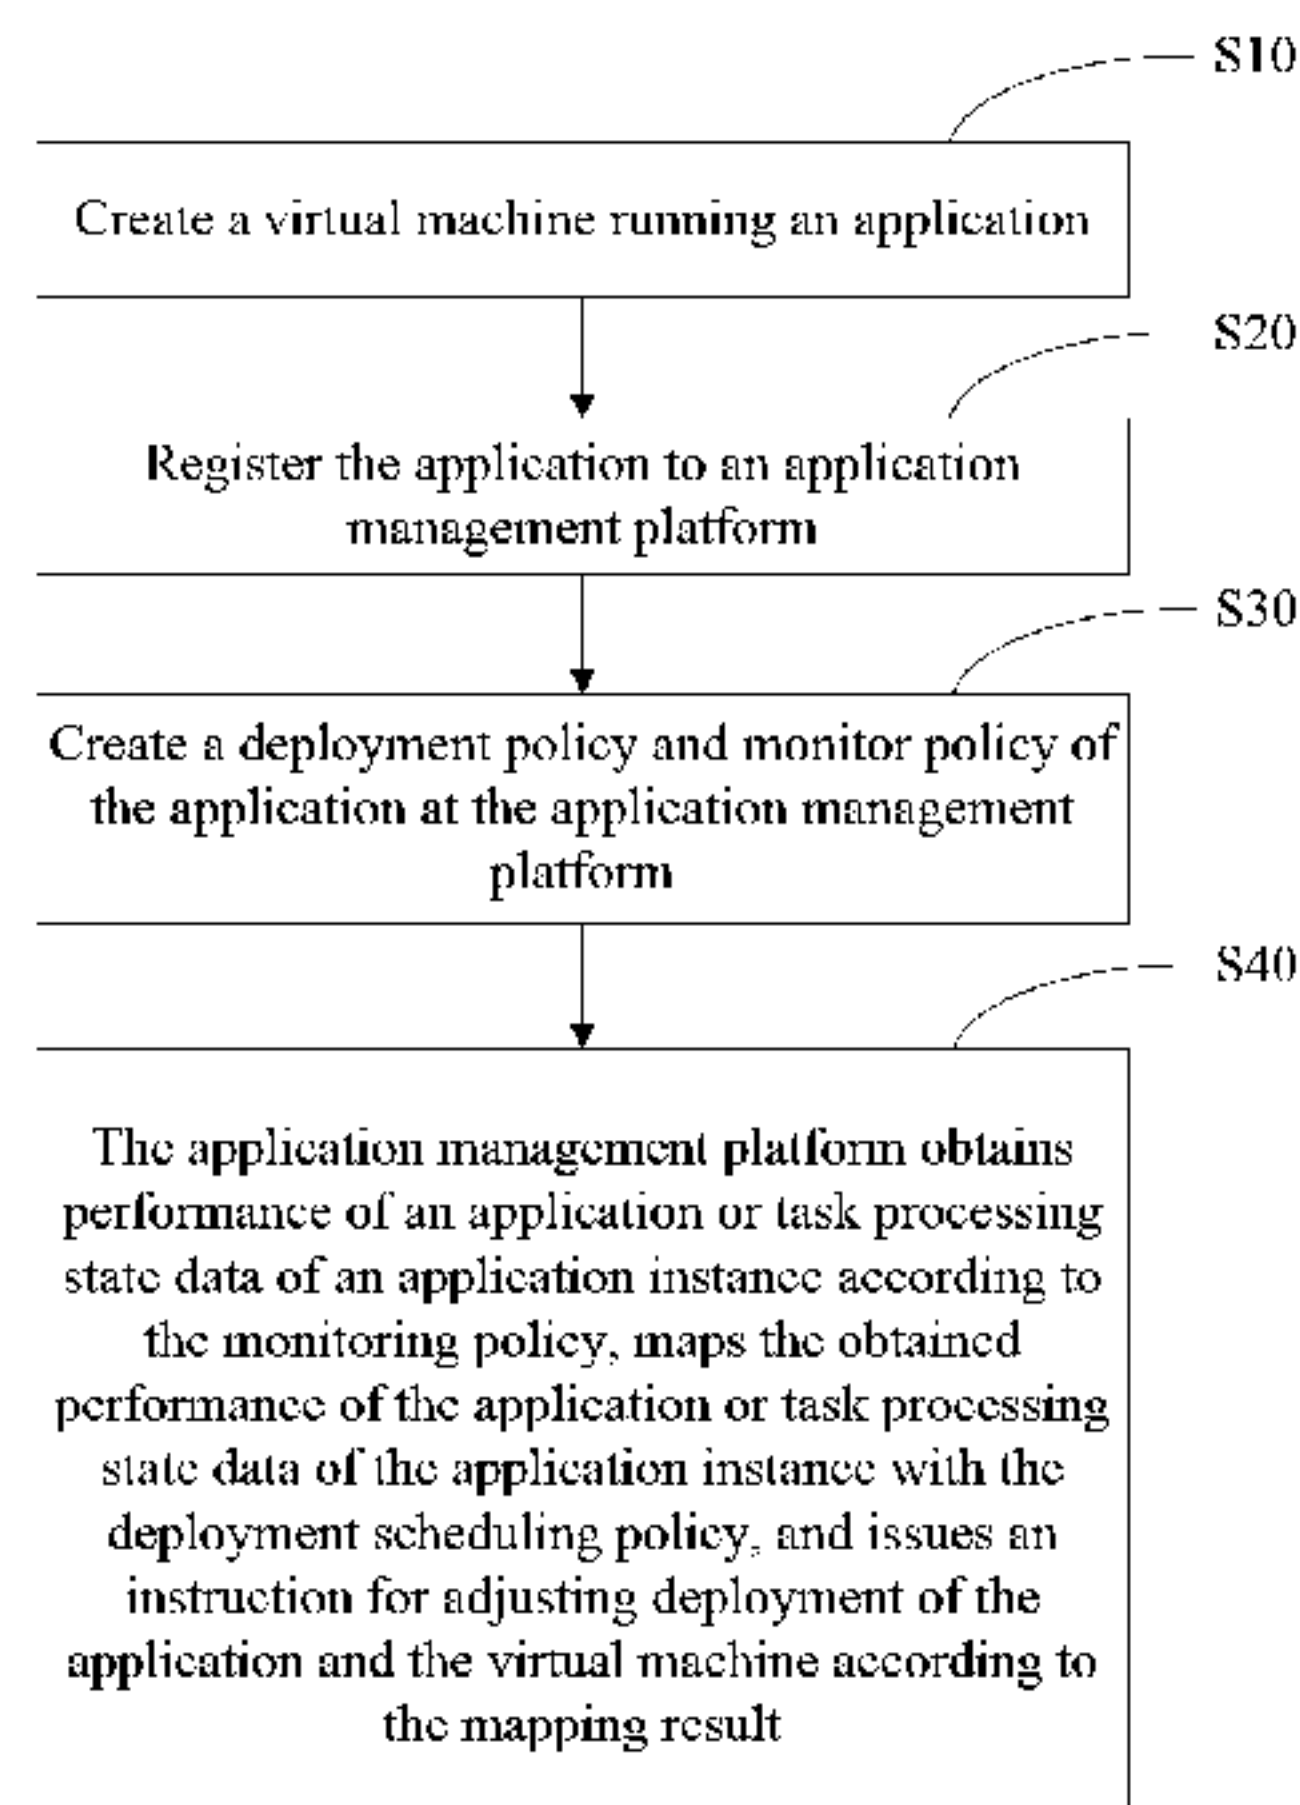 S10
Create a virtual machine running an application
S20
Register the application to an application
management platform
S30
Create a deployment policy and monitor policy of
the application at the application management
platform
S40
The application management platform obtains
performance of an application or task processing
state data of an application instance according to
the monitoring policy, maps the obtained
performance of the application or task processing
state data of the application instance with the
deployment scheduling policy, and issues an
instruction for adjusting deployment of the
application and the virtual machine according to
the mapping result